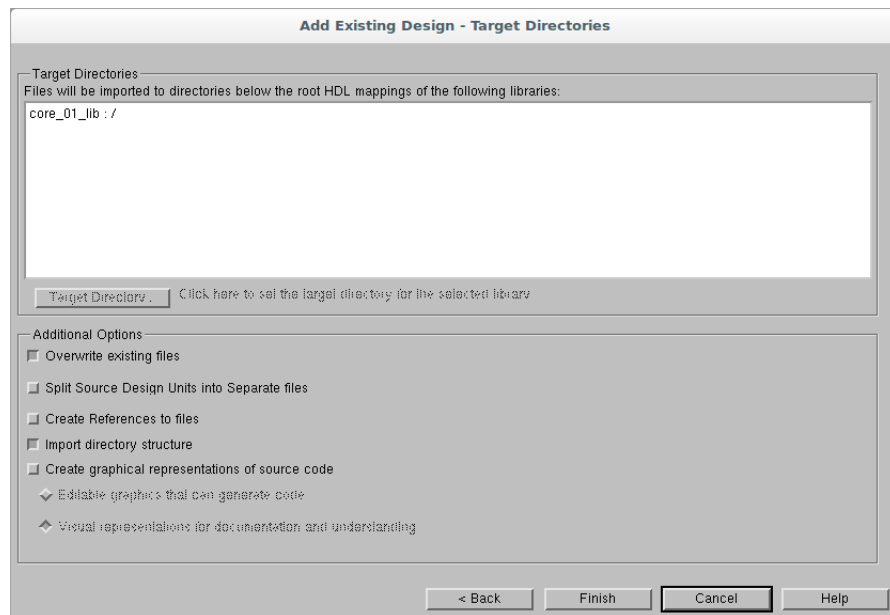 Add Existing Design - Target Directories
Target Directories
Files will be imported to directories below the root HDL mappings of the following libraries:
core_01_lib : /
Target Directory . Click here to set the target directory for the selected library
Additional Options
Overwrite existing files
Split Source Design Units into Separate files
Create References to files
Import directory structure
Create graphical representations of source code
Editable graphics that can generate code
Visual representations for documentation and understanding
< Back Finish Cancel Help